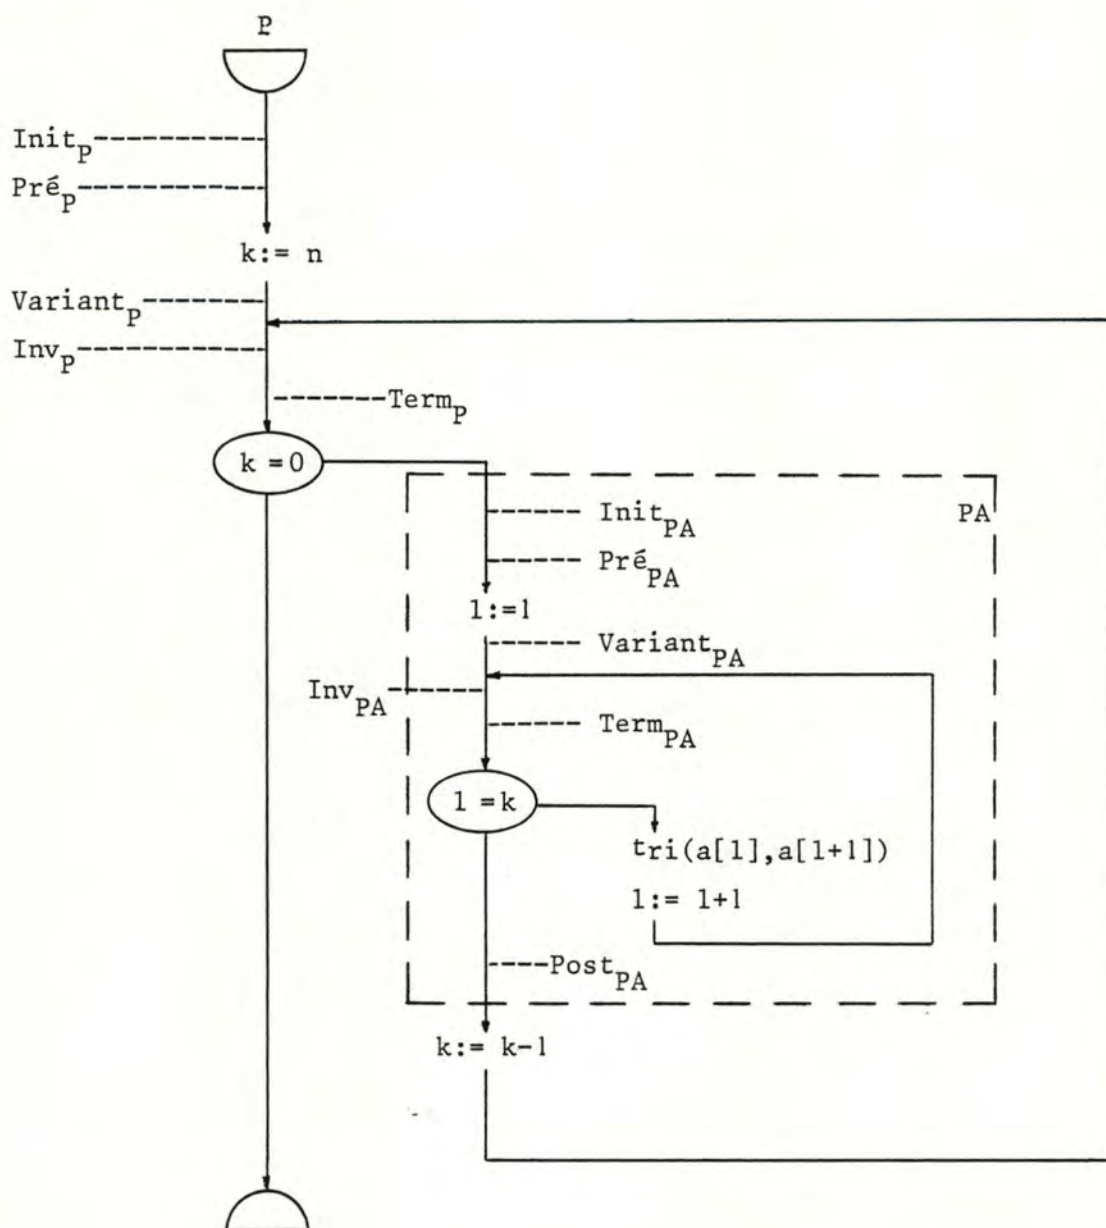 P
Init_P
Pré_P
k:= n
Variant_P
Inv_P
Term_P
k =0
PA
Init_PA
Pré_PA
l:=1
Variant_PA
Inv_PA
Term_PA
l =k
tri(a[l],a[l+1])
l:= l+1
Post_PA
k:= k-1